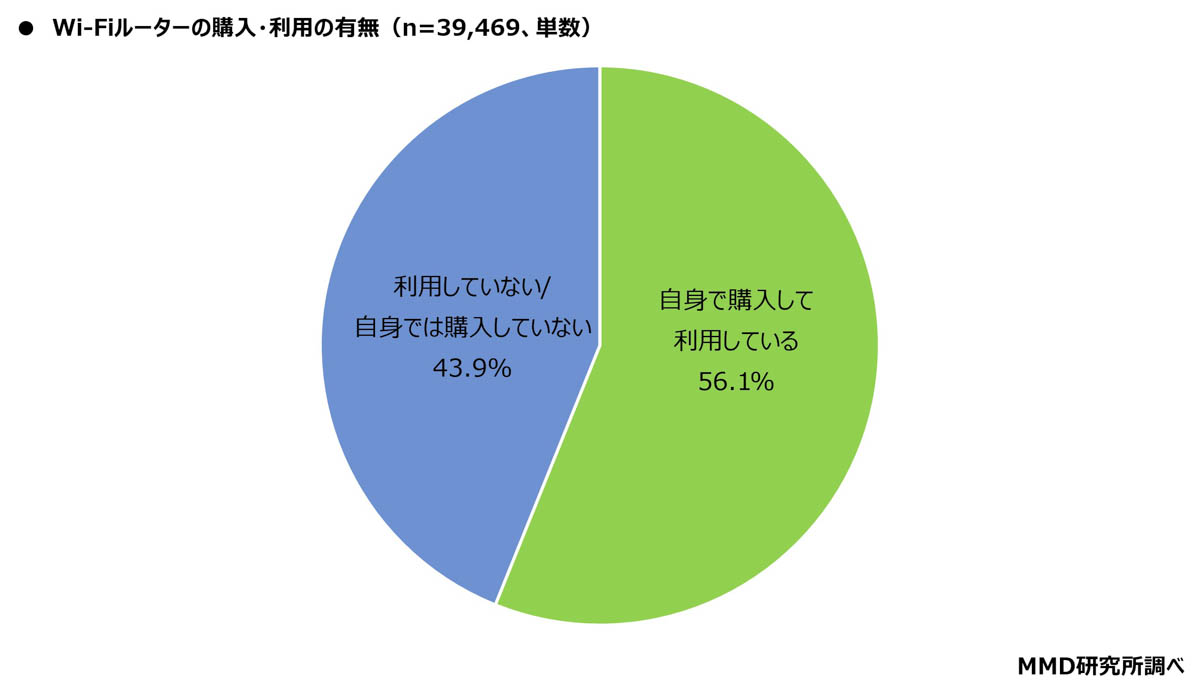 ● Wi-Fiルーターの購入・利用の有無（n=39,469、単数）
利用していない/
自身では購入していない
43.9%
自身で購入して
利用している
56.1%
MMD研究所調べ